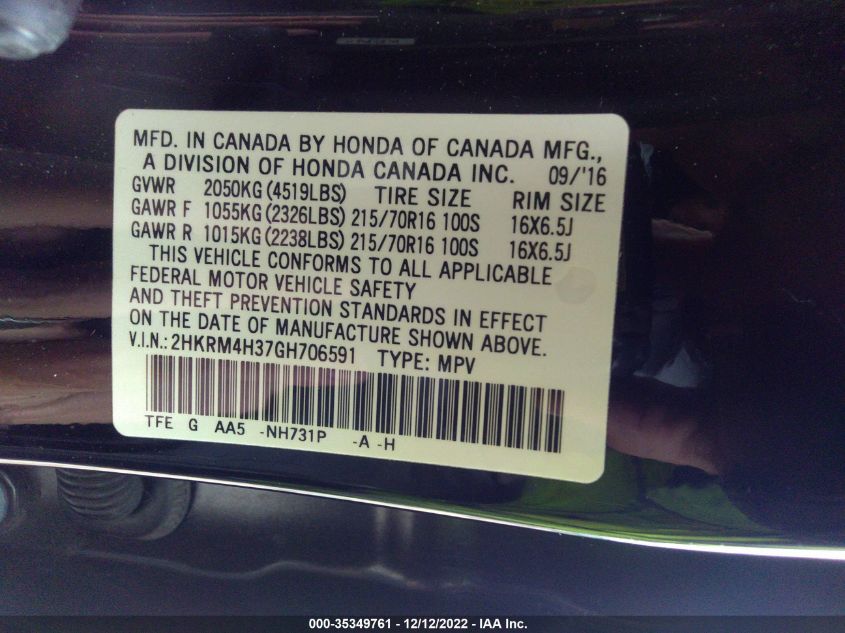 MFD. IN CANADA BY HONDA OF CANADA MFG.,
A DIVISION OF HONDA CANADA INC. 09/'16
GVWR 2050KG (4519LBS) TIRE SIZE RIM SIZE
GAWR F 1055KG (2326LBS) 215/70R16 100S 16X6.5J
GAWR R 1015KG (2238LBS) 215/70R16 100S 16X6.5J
THIS VEHICLE CONFORMS TO ALL APPLICABLE
FEDERAL MOTOR VEHICLE SAFETY
AND THEFT PREVENTION STANDARDS IN EFFECT
ON THE DATE OF MANUFACTURE SHOWN ABOVE.
V.I.N.: 2HKRM4H37GH706591 TYPE: MPV
TFE G AA5 -NH731P -A -H
000-35349761 - 12/12/2022 - IAA Inc.